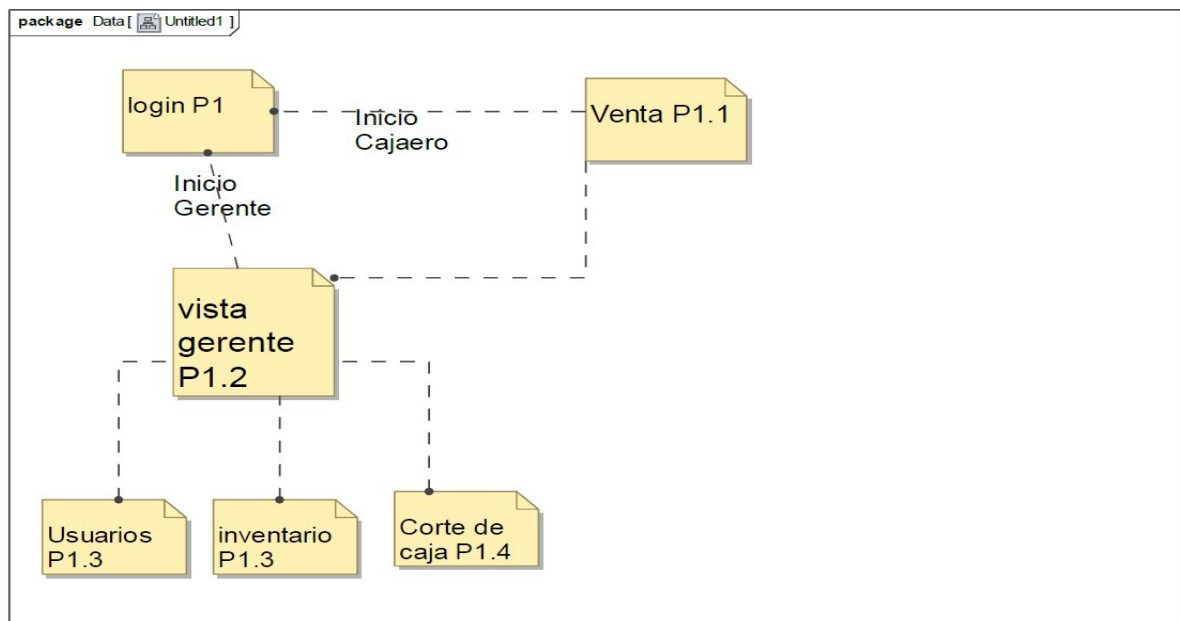 package Data [ Untitled1 ]
login P1
Inicio
Cajaero
Venta P1.1
Inicio
Gerente
vista
gerente
P1.2
Usuarios
P1.3
inventario
P1.3
Corte de
caja P1.4